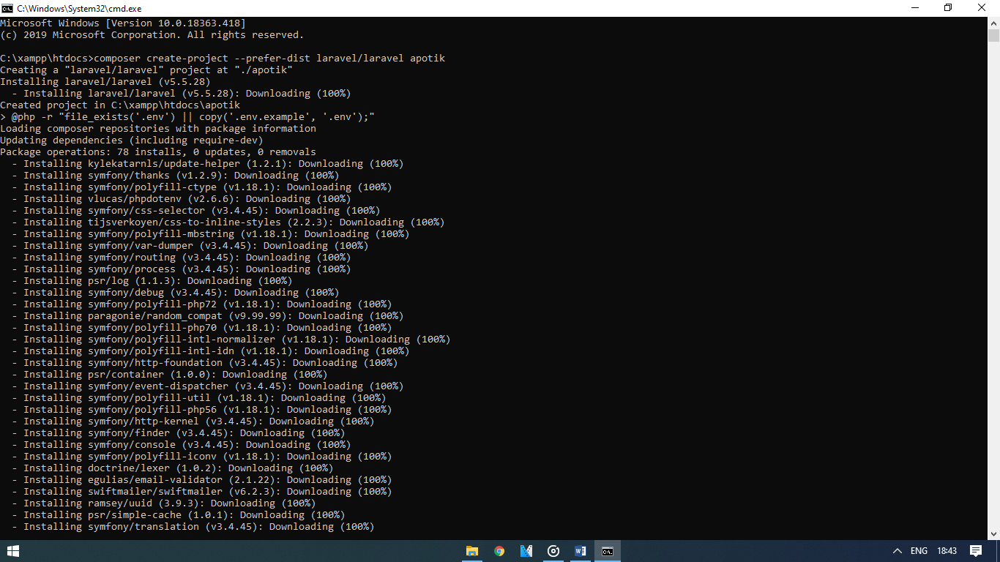 C:\Windows\System32\cmd.exe
Microsoft Windows [Version 10.0.18363.418]
(c) 2019 Microsoft Corporation. All rights reserved.
C:\xampp\htdocs>composer create-project --prefer-dist laravel/laravel apotik
Creating a "laravel/laravel" project at "./apotik"
Installing laravel/laravel (v5.5.28)
  - Installing laravel/laravel (v5.5.28): Downloading (100%)
Created project in C:\xampp\htdocs\apotik
> @php -r "file_exists('.env') || copy('.env.example', '.env');"
Loading composer repositories with package information
Updating dependencies (including require-dev)
Package operations: 78 installs, 0 updates, 0 removals
  - Installing kylekatarnls/update-helper (1.2.1): Downloading (100%)
  - Installing symfony/thanks (v1.2.9): Downloading (100%)
  - Installing symfony/polyfill-ctype (v1.18.1): Downloading (100%)
  - Installing vlucas/phpdotenv (v2.6.6): Downloading (100%)
  - Installing symfony/css-selector (v3.4.45): Downloading (100%)
  - Installing tijsverkoyen/css-to-inline-styles (2.2.3): Downloading (100%)
  - Installing symfony/polyfill-mbstring (v1.18.1): Downloading (100%)
  - Installing symfony/var-dumper (v3.4.45): Downloading (100%)
  - Installing symfony/routing (v3.4.45): Downloading (100%)
  - Installing symfony/process (v3.4.45): Downloading (100%)
  - Installing psr/log (1.1.3): Downloading (100%)
  - Installing symfony/debug (v3.4.45): Downloading (100%)
  - Installing symfony/polyfill-php72 (v1.18.1): Downloading (100%)
  - Installing paragonie/random_compat (v9.99.99): Downloading (100%)
  - Installing symfony/polyfill-php70 (v1.18.1): Downloading (100%)
  - Installing symfony/polyfill-intl-normalizer (v1.18.1): Downloading (100%)
  - Installing symfony/polyfill-intl-idn (v1.18.1): Downloading (100%)
  - Installing symfony/http-foundation (v3.4.45): Downloading (100%)
  - Installing psr/container (1.0.0): Downloading (100%)
  - Installing symfony/event-dispatcher (v3.4.45): Downloading (100%)
  - Installing symfony/polyfill-util (v1.18.1): Downloading (100%)
  - Installing symfony/polyfill-php56 (v1.18.1): Downloading (100%)
  - Installing symfony/http-kernel (v3.4.45): Downloading (100%)
  - Installing symfony/finder (v3.4.45): Downloading (100%)
  - Installing symfony/console (v3.4.45): Downloading (100%)
  - Installing symfony/polyfill-iconv (v1.18.1): Downloading (100%)
  - Installing doctrine/lexer (1.0.2): Downloading (100%)
  - Installing egulias/email-validator (2.1.22): Downloading (100%)
  - Installing swiftmailer/swiftmailer (v6.2.3): Downloading (100%)
  - Installing ramsey/uuid (3.9.3): Downloading (100%)
  - Installing psr/simple-cache (1.0.1): Downloading (100%)
  - Installing symfony/translation (v3.4.45): Downloading (100%)
ENG 18:43